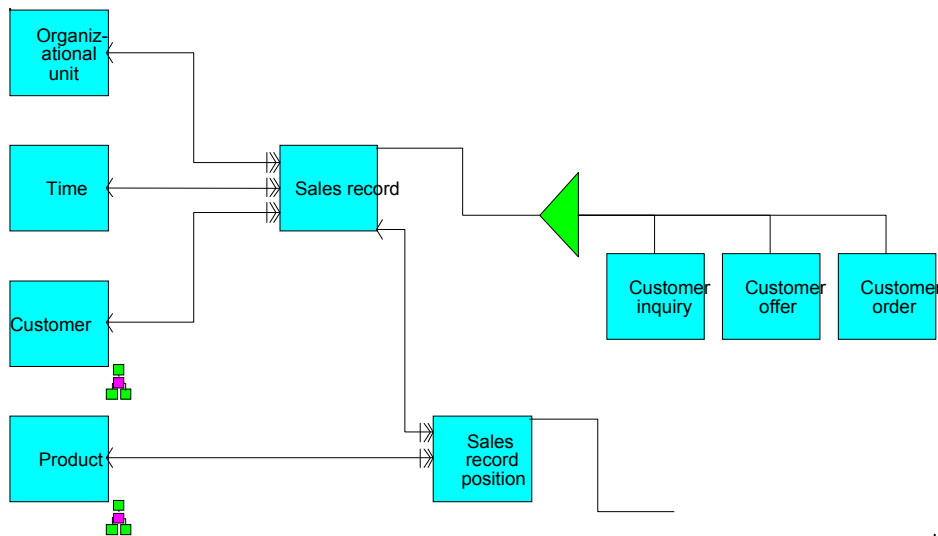 Organiz-
ational
unit
Time
Sales record
Customer
inquiry
Customer
offer
Customer
order
Customer
Product
Sales
record
position
.